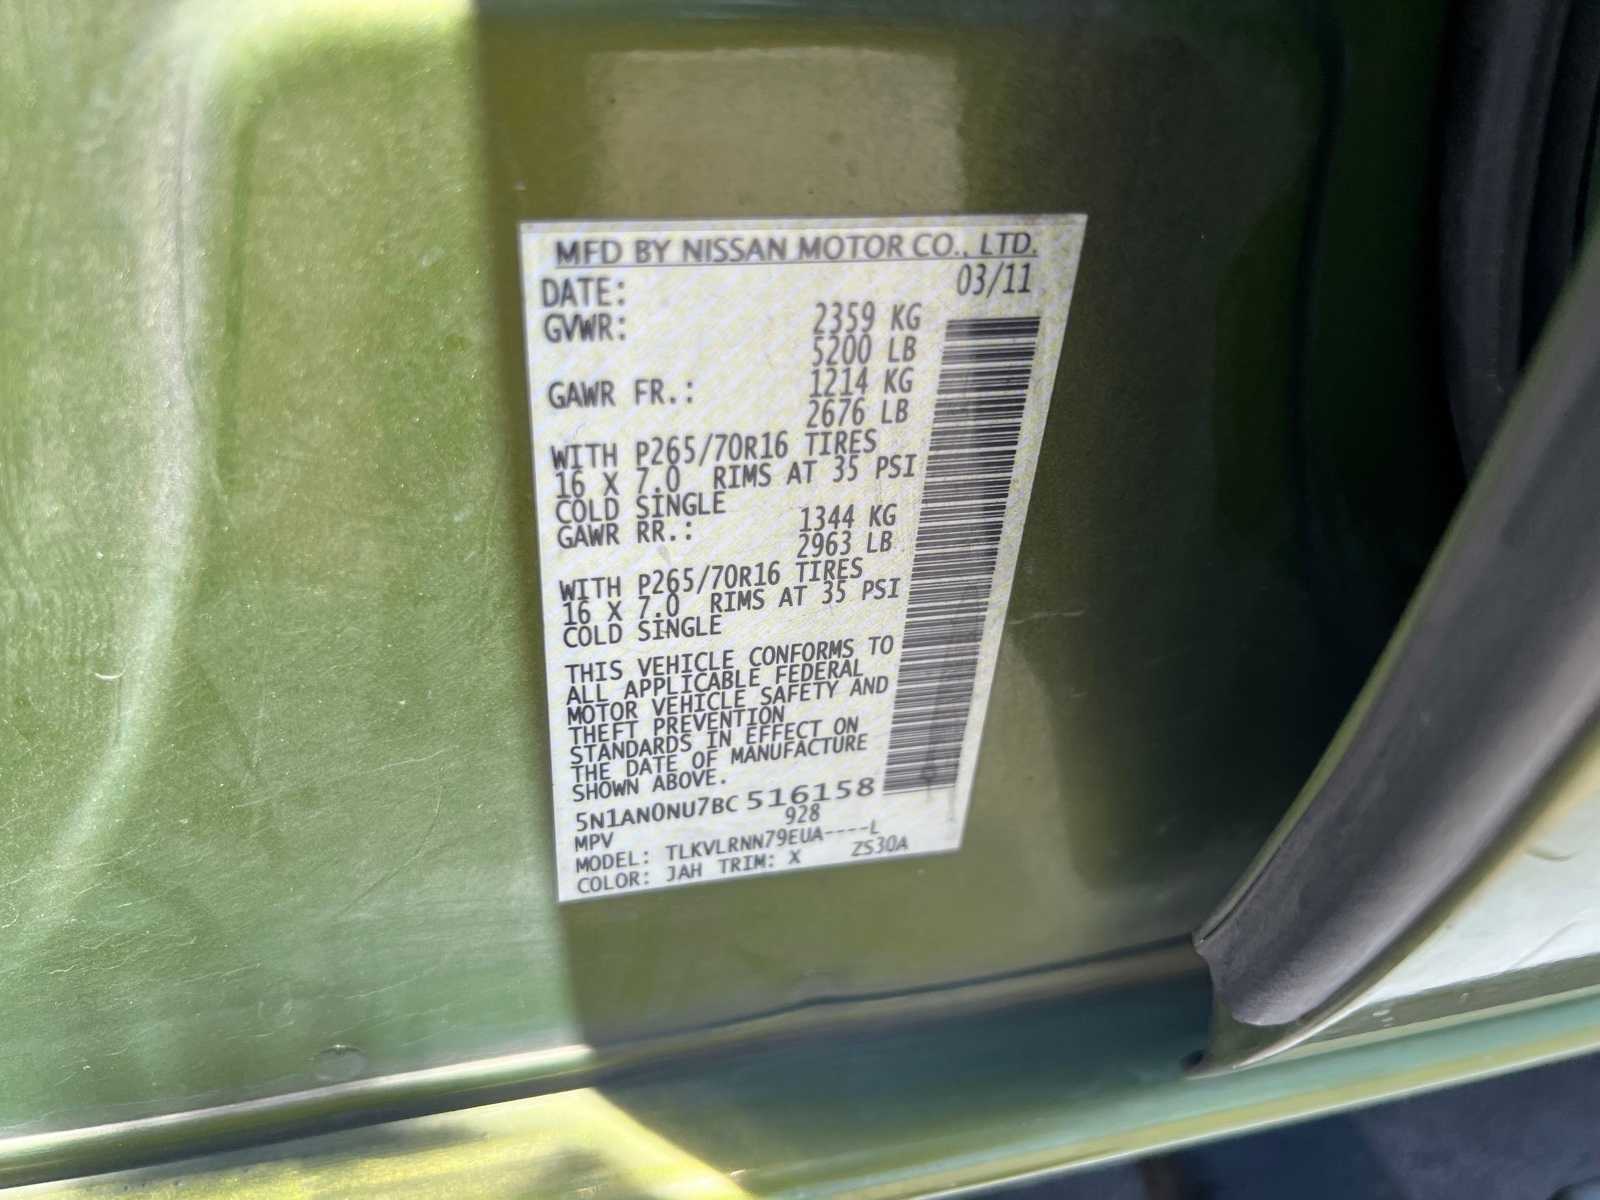 MFD BY NISSAN MOTOR CO., LTD.
DATE: 03/11
GVWR: 2359 KG
5200 LB
GAWR FR.: 1214 KG
2676 LB
WITH P265/70R16 TIRES
16 X 7.0 RIMS AT 35 PSI
COLD SINGLE
GAWR RR.: 1344 KG
2963 LB
WITH P265/70R16 TIRES
16 X 7.0 RIMS AT 35 PSI
COLD SINGLE
THIS VEHICLE CONFORMS TO
ALL APPLICABLE FEDERAL
MOTOR VEHICLE SAFETY AND
THEFT PREVENTION
STANDARDS IN EFFECT ON
THE DATE OF MANUFACTURE
SHOWN ABOVE.
5N1AN0NU7BC516158
MPV 928
MODEL: TLKVLRNN79EUA----L
COLOR: JAH TRIM: X ZS30A